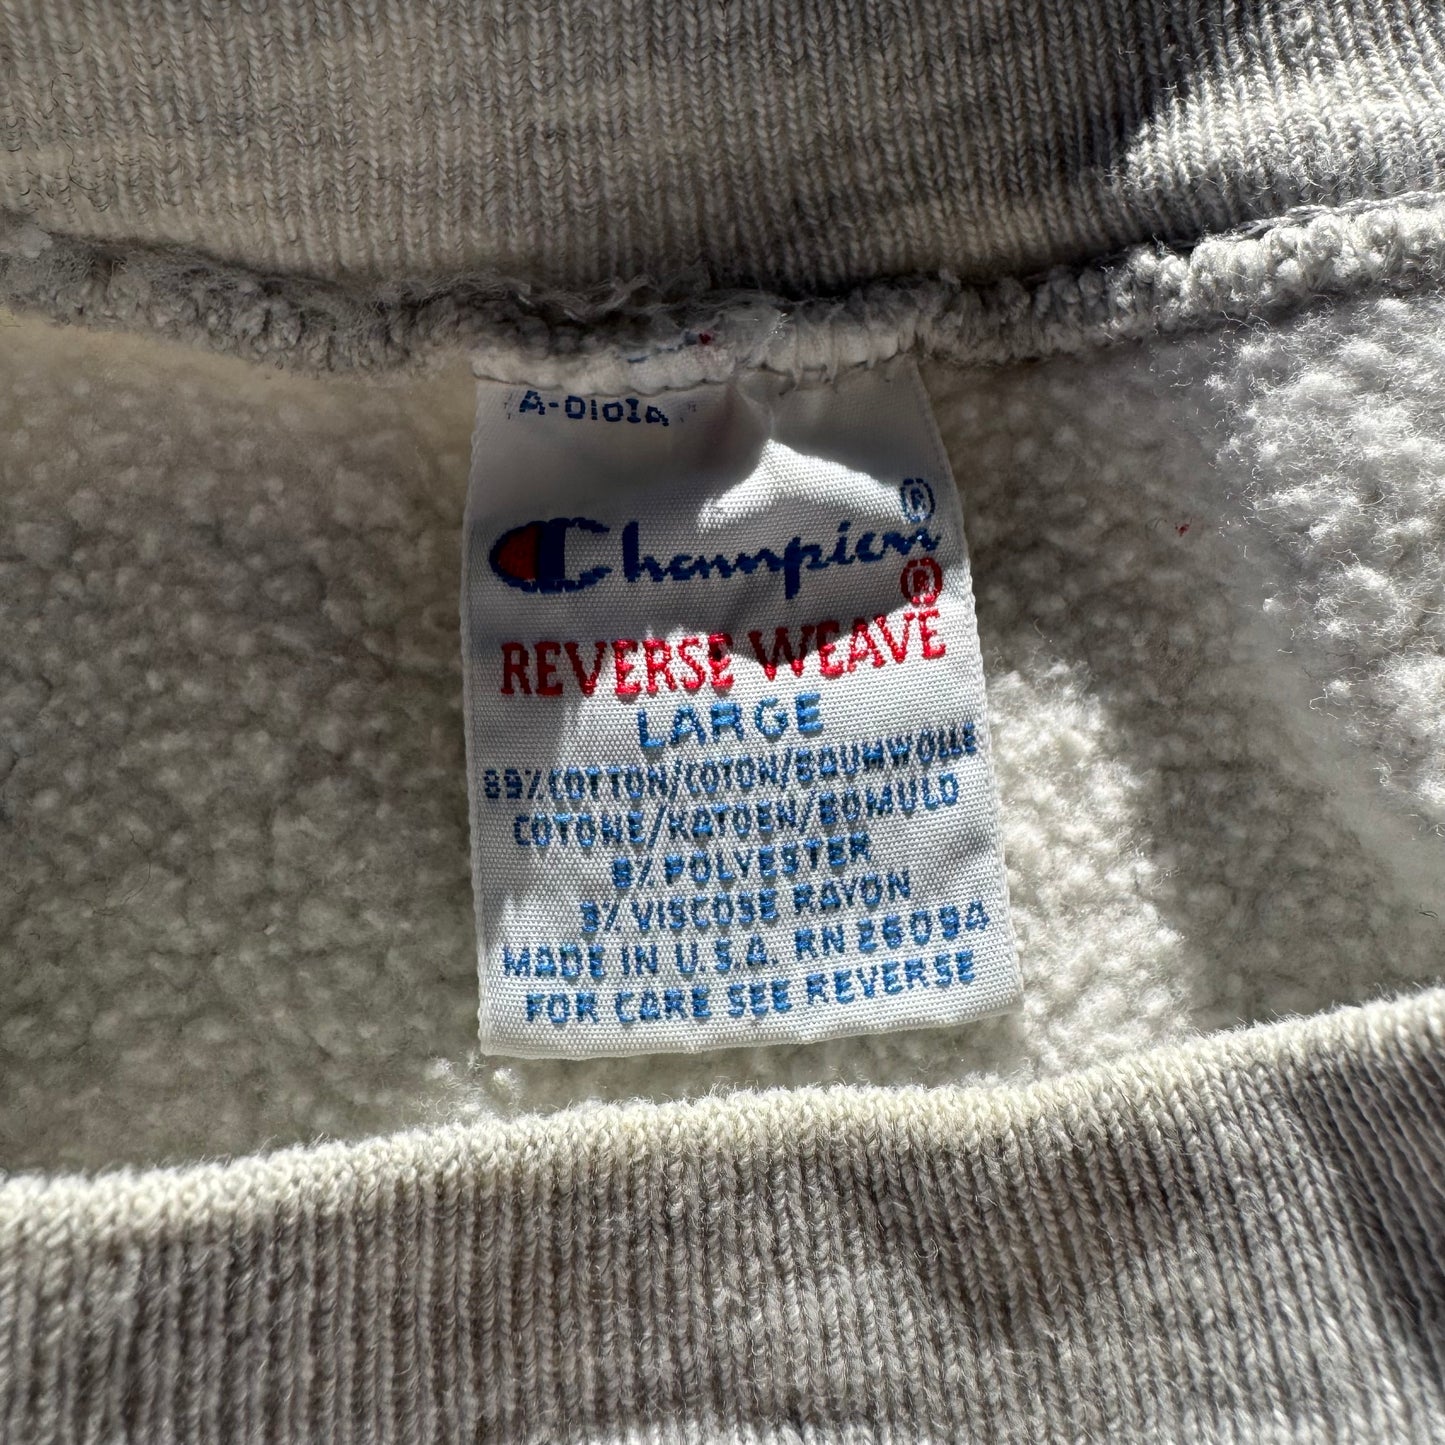 A-0101A
Champion®
REVERSE WEAVE®
LARGE
89% COTTON/COTON/BAUMWOLLE
COTONE/KATOEN/BOMULD
8% POLYESTER
3% VISCOSE RAYON
MADE IN U.S.A. RN 26094
FOR CARE SEE REVERSE